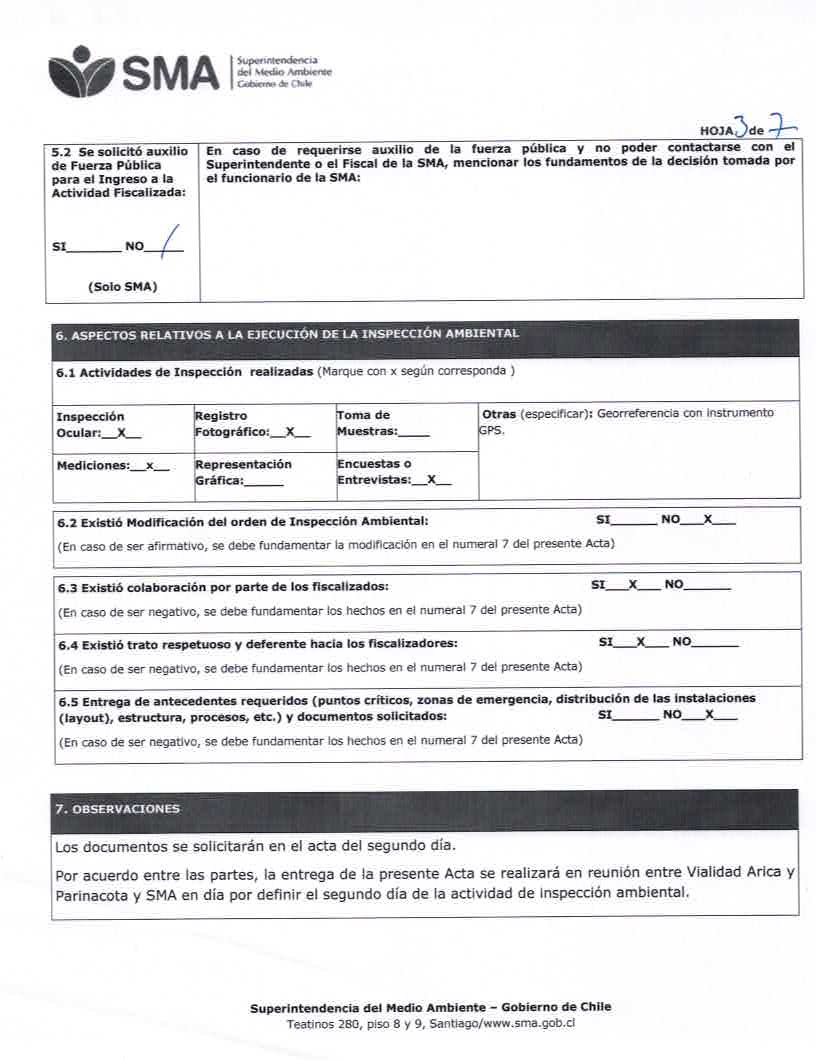 SMA
Superintendencia
del Medio Ambiente
Gobierno de Chile
HOJA 3 de 7
5.2 Se solicitó auxilio
de Fuerza Pública
para el Ingreso a la
Actividad Fiscalizada:
SI_______ NO___/___
(Solo SMA)
En caso de requerirse auxilio de la fuerza pública y no poder contactarse con el
Superintendente o el Fiscal de la SMA, mencionar los fundamentos de la decisión tomada por
el funcionario de la SMA:
6. ASPECTOS RELATIVOS A LA EJECUCIÓN DE LA INSPECCIÓN AMBIENTAL
6.1 Actividades de Inspección realizadas (Marque con x según corresponda )
Inspección
Ocular:__X__
Registro
Fotográfico:__X__
Toma de
Muestras:_____
Otras (especificar): Georreferencia con instrumento
GPS.
Mediciones:__x__
Representación
Gráfica:______
Encuestas o
Entrevistas:__X__
6.2 Existió Modificación del orden de Inspección Ambiental: SI_______ NO___X___
(En caso de ser afirmativo, se debe fundamentar la modificación en el numeral 7 del presente Acta)
6.3 Existió colaboración por parte de los fiscalizados: SI___X___ NO_______
(En caso de ser negativo, se debe fundamentar los hechos en el numeral 7 del presente Acta)
6.4 Existió trato respetuoso y deferente hacia los fiscalizadores: SI___X___ NO_______
(En caso de ser negativo, se debe fundamentar los hechos en el numeral 7 del presente Acta)
6.5 Entrega de antecedentes requeridos (puntos críticos, zonas de emergencia, distribución de las instalaciones
(layout), estructura, procesos, etc.) y documentos solicitados: SI_______ NO___X___
(En caso de ser negativo, se debe fundamentar los hechos en el numeral 7 del presente Acta)
7. OBSERVACIONES
Los documentos se solicitarán en el acta del segundo día.
Por acuerdo entre las partes, la entrega de la presente Acta se realizará en reunión entre Vialidad Arica y
Parinacota y SMA en día por definir el segundo día de la actividad de inspección ambiental.
Superintendencia del Medio Ambiente – Gobierno de Chile
Teatinos 280, piso 8 y 9, Santiago/www.sma.gob.cl